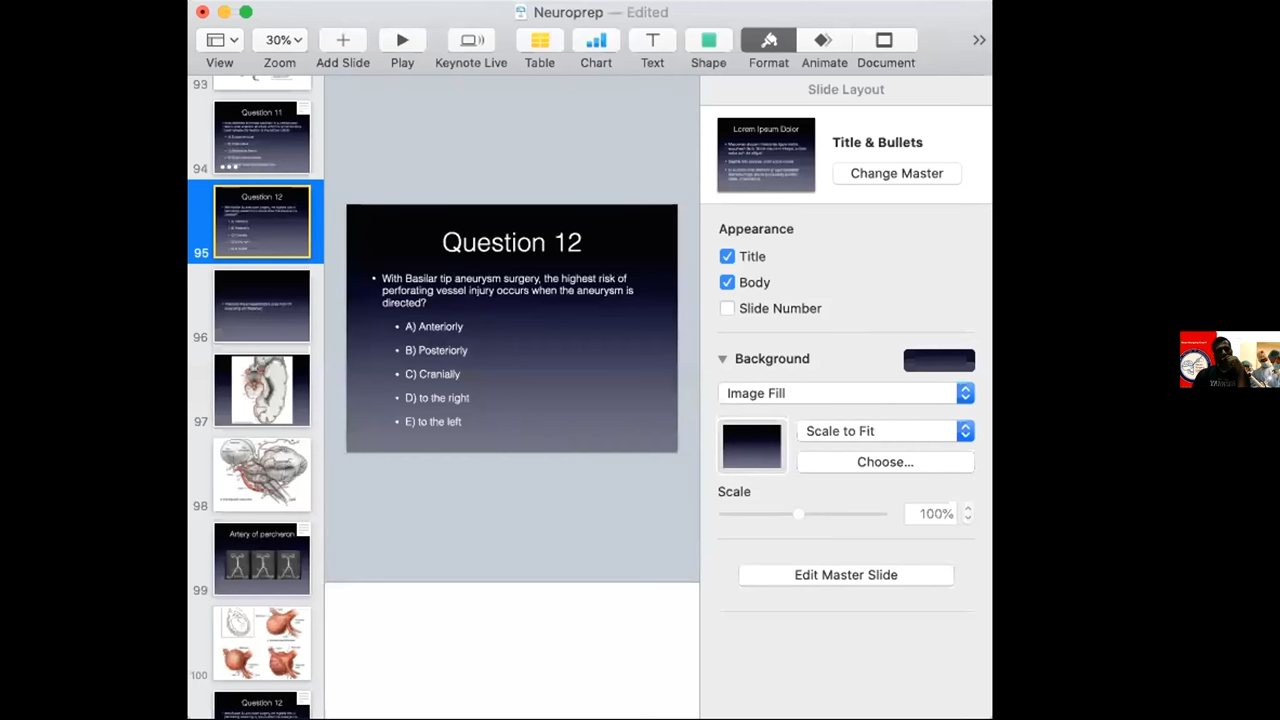 Neuroprep — Edited
View
30%
Zoom
Add Slide
Play
Keynote Live
Table
Chart
Text
Shape
Format
Animate
Document
93
Question 11
94
Question 12
95
96
97
98
Artery of percheron
99
100
Question 12
Question 12
• With Basilar tip aneurysm surgery, the highest risk of
perforating vessel injury occurs when the aneurysm is
directed?
• A) Anteriorly
• B) Posteriorly
• C) Cranially
• D) to the right
• E) to the left
Slide Layout
Lorem Ipsum Dolor
Title & Bullets
Change Master
Appearance
Title
Body
Slide Number
Background
Image Fill
Scale to Fit
Choose...
Scale
100%
Edit Master Slide